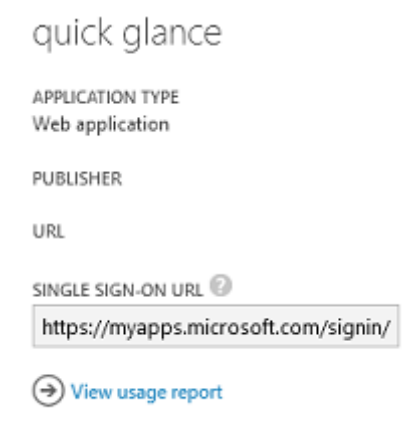 quick glance
APPLICATION TYPE
Web application
PUBLISHER
URL
SINGLE SIGN-ON URL ?
https://myapps.microsoft.com/signin/
View usage report